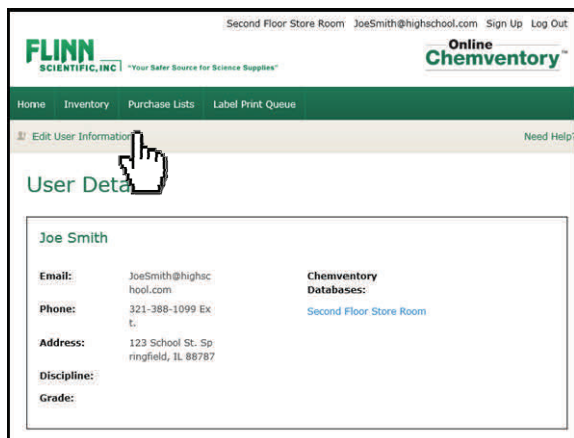 Second Floor Store Room JoeSmith@highschool.com Sign Up Log Out
FLINN
SCIENTIFIC, INC "Your Safer Source for Science Supplies"
Online
Chemventory™
Home Inventory Purchase Lists Label Print Queue
Edit User Information Need Help?
User Deta
Joe Smith
Email: JoeSmith@highsc
hool.com
Chemventory
Databases:
Phone: 321-388-1099 Ex
t.
Second Floor Store Room
Address: 123 School St. Sp
ringfield, IL 88787
Discipline:
Grade: